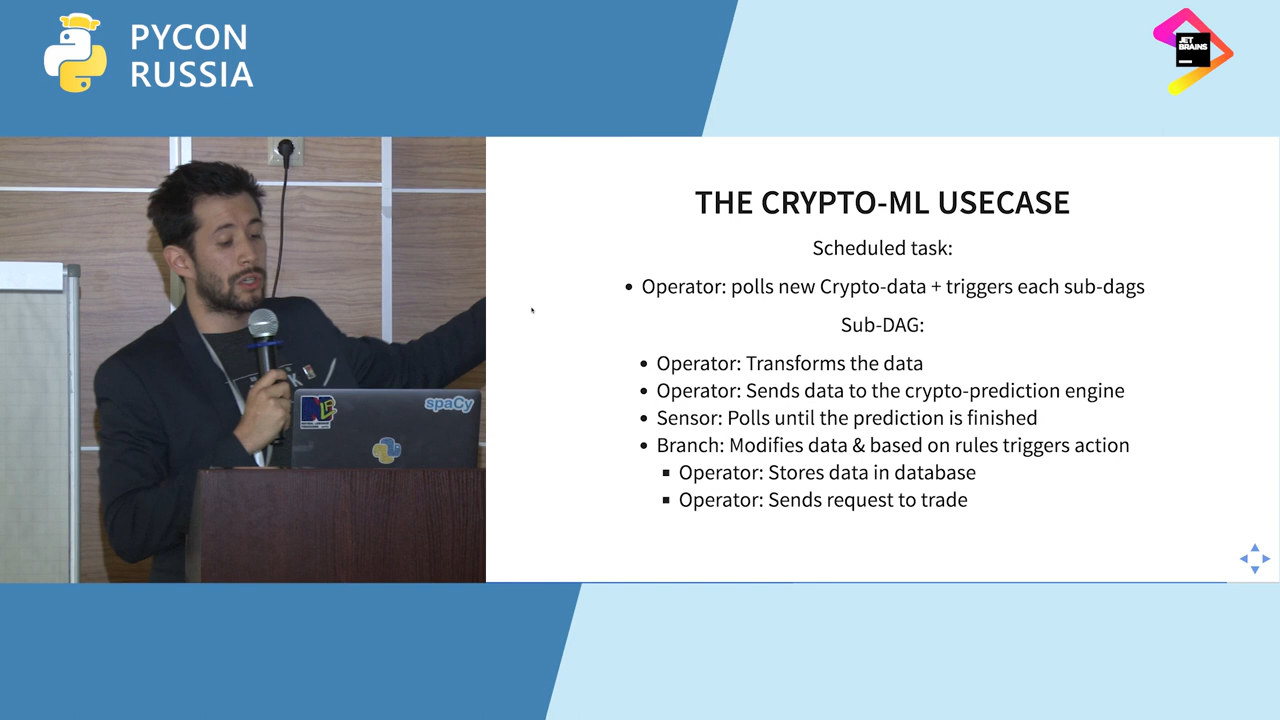 PYCON
RUSSIA
JET
BRAINS
THE CRYPTO-ML USECASE
Scheduled task:
• Operator: polls new Crypto-data + triggers each sub-dags
Sub-DAG:
• Operator: Transforms the data
• Operator: Sends data to the crypto-prediction engine
• Sensor: Polls until the prediction is finished
• Branch: Modifies data & based on rules triggers action
▪ Operator: Stores data in database
▪ Operator: Sends request to trade
spaCy